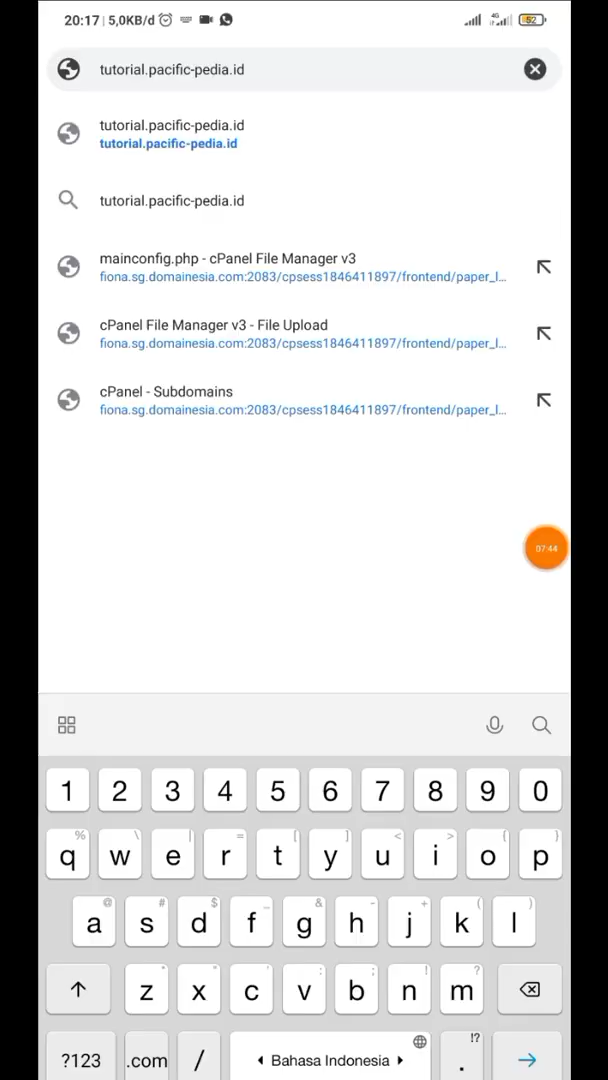 20:17 | 5,0KB/d 4G 52
tutorial.pacific-pedia.id
tutorial.pacific-pedia.id
tutorial.pacific-pedia.id
tutorial.pacific-pedia.id
mainconfig.php - cPanel File Manager v3
fiona.sg.domainesia.com:2083/cpsess1846411897/frontend/paper_l...
cPanel File Manager v3 - File Upload
fiona.sg.domainesia.com:2083/cpsess1846411897/frontend/paper_l...
cPanel - Subdomains
fiona.sg.domainesia.com:2083/cpsess1846411897/frontend/paper_l...
07:44
1 2 3 4 5 6 7 8 9 0
% \ | = [ ] < > { }
q w e r t y u i o p
@ # $ _ & - + ( )
a s d f g h j k l
* " ' : ; ! ?
z x c v b n m
!?
?123 .com / Bahasa Indonesia .